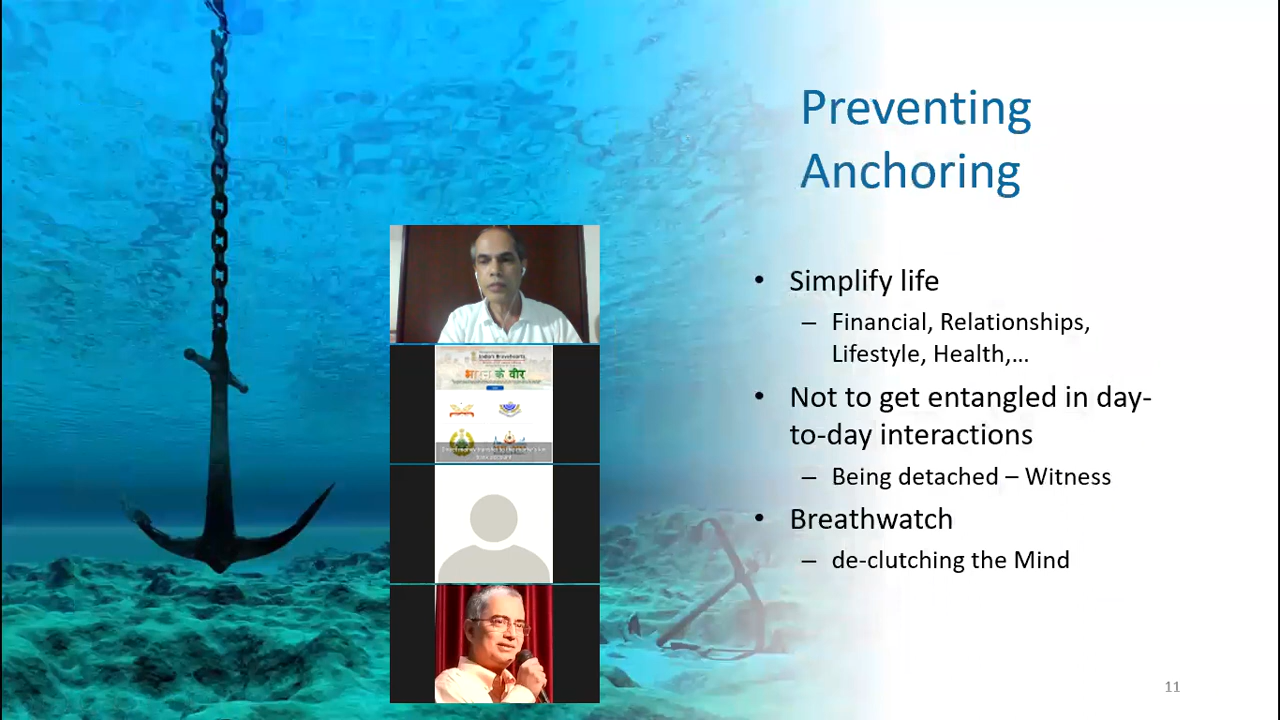 Preventing
Anchoring
• Simplify life
– Financial, Relationships,
Lifestyle, Health,...
• Not to get entangled in day-
to-day interactions
– Being detached – Witness
• Breathwatch
– de-clutching the Mind
India's Bravehearts
भारत के वीर
11